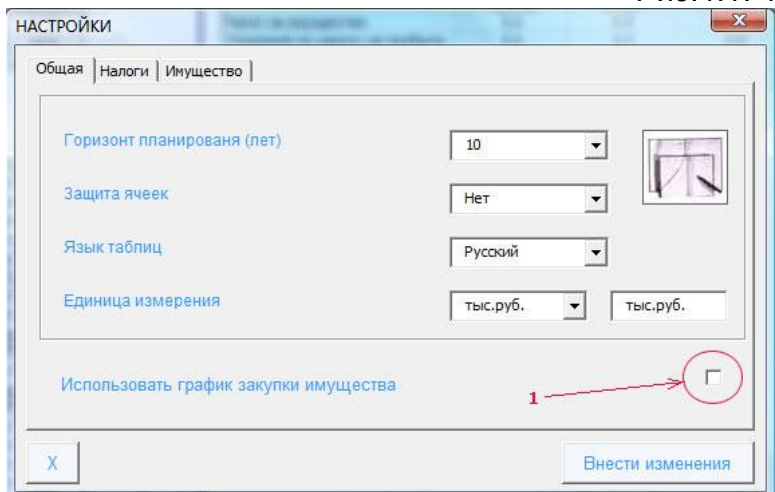 НАСТРОЙКИ
Общая Налоги Имущество
Горизонт планированя (лет) 10
Защита ячеек Нет
Язык таблиц Русский
Единица измерения тыс.руб. тыс.руб.
Использовать график закупки имущества
1
X Внести изменения